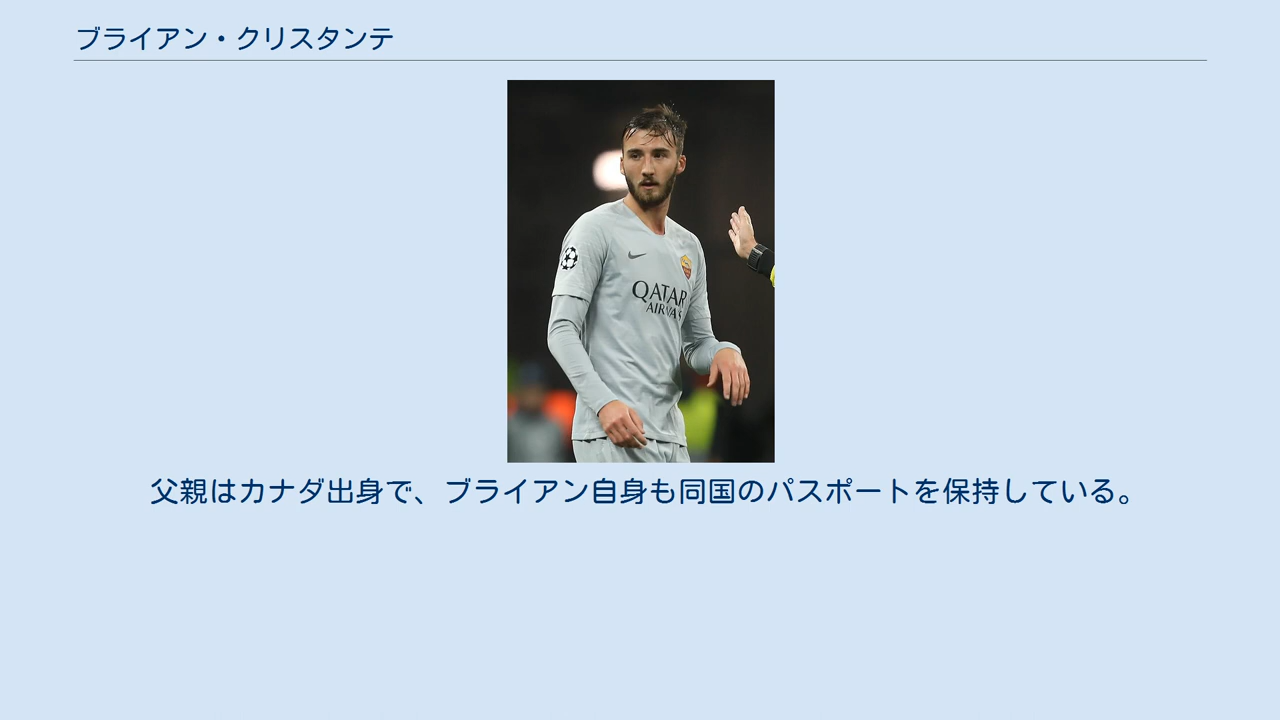 ブライアン・クリスタンテ
QATAR
AIRWAYS
父親はカナダ出身で、ブライアン自身も同国のパスポートを保持している。